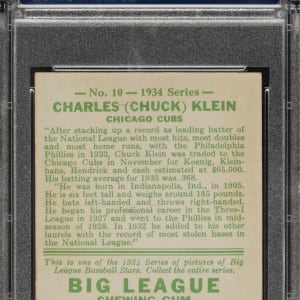 — No. 10 — 1934 Series —
CHARLES (CHUCK) KLEIN
CHICAGO CUBS
"After stacking up a record as leading batter of
the National League with most hits, most doubles
and most home runs, with the Philadelphia
Phillies in 1933, Chuck Klein was traded to the
Chicago Cubs in November for Koenig, Klein-
hans, Hendrick and cash estimated at $65,000.
His batting average for 1933 was .368.
"He was born in Indianapolis, Ind., in 1905.
He is six feet tall and weighs around 185 pounds.
He bats left-handed and throws right-handed.
He began his professional career in the Three-I
League in 1927 and went to the Phillies in mid-
season of 1928. In 1932 he added to his other
laurels the record of most stolen bases in
the National League."
This is one of the 1934 Series of pictures of Big
League Baseball Stars. Collect the entire series.
BIG LEAGUE
CHEWING GUM